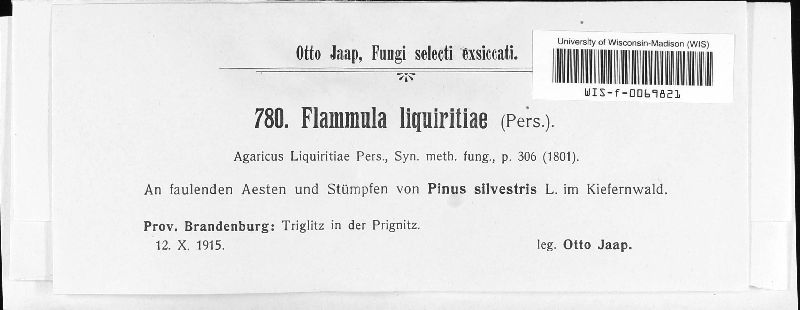 University of Wisconsin-Madison (WIS)
WIS-f-0069821
Otto Jaap, Fungi selecti exsiccati.
780. Flammula liquiritiae (Pers.).
Agaricus Liquiritiae Pers., Syn. meth. fung., p. 306 (1801).
An faulenden Aesten und Stümpfen von Pinus silvestris L. im Kiefernwald.
Prov. Brandenburg: Triglitz in der Prignitz.
12. X. 1915. leg. Otto Jaap.